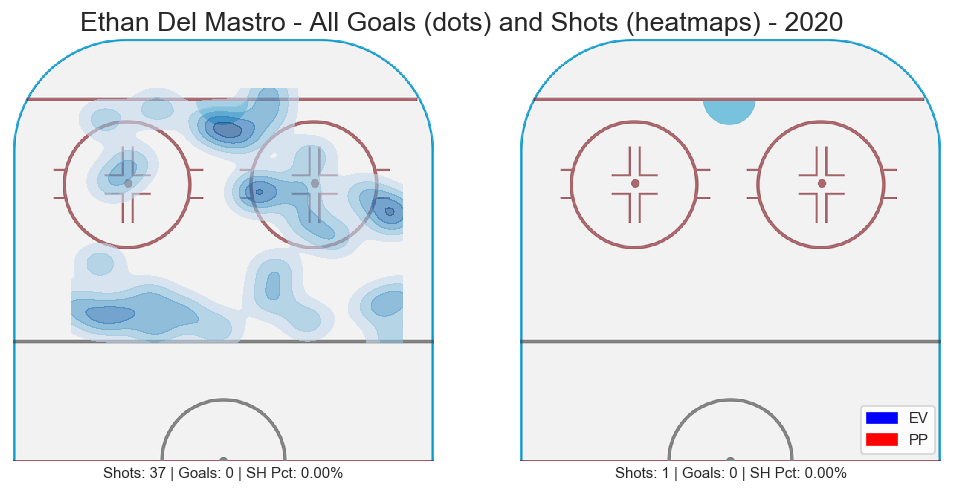 Ethan Del Mastro - All Goals (dots) and Shots (heatmaps) - 2020
EV
PP
Shots: 37 | Goals: 0 | SH Pct: 0.00%
Shots: 1 | Goals: 0 | SH Pct: 0.00%